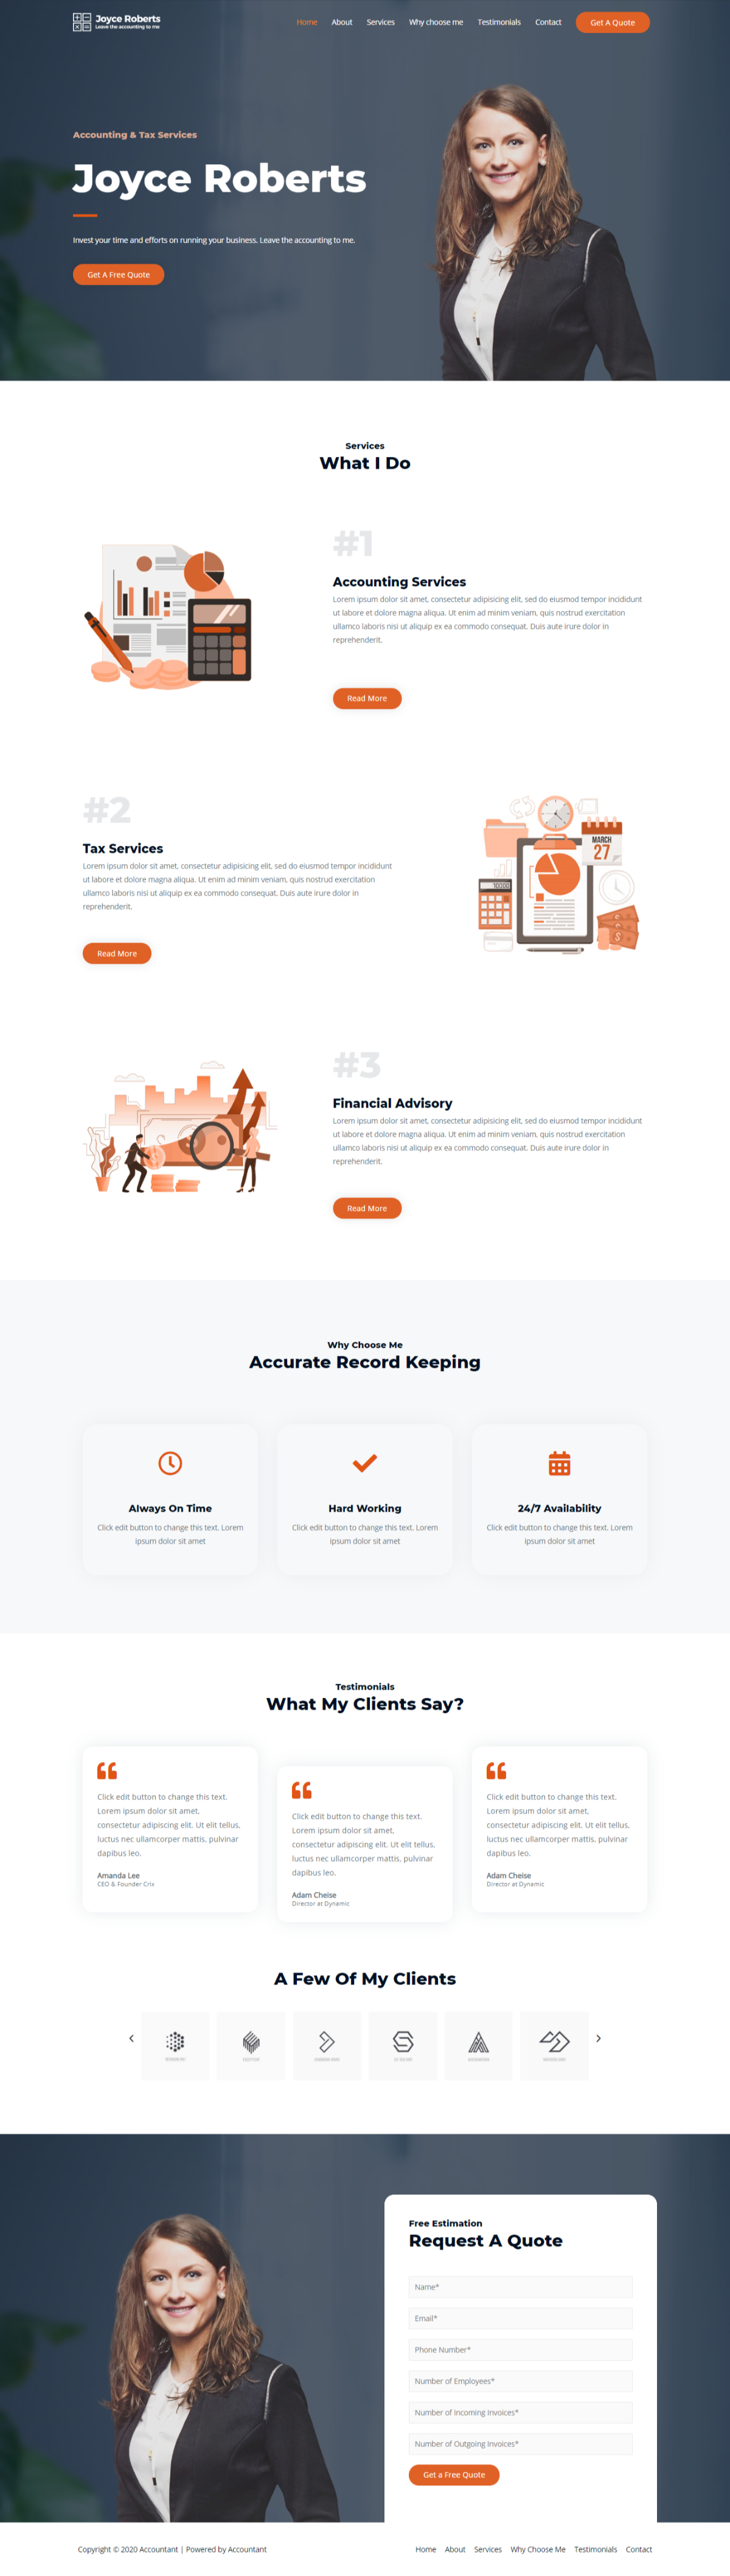 Joyce Roberts
Leave the accounting to me
Home About Services Why choose me Testimonials Contact Get A Quote
Accounting & Tax Services
Joyce Roberts
Invest your time and efforts on running your business. Leave the accounting to me.
Get A Free Quote
Services
What I Do
#1
Accounting Services
Lorem ipsum dolor sit amet, consectetur adipisicing elit, sed do eiusmod tempor incididunt
ut labore et dolore magna aliqua. Ut enim ad minim veniam, quis nostrud exercitation
ullamco laboris nisi ut aliquip ex ea commodo consequat. Duis aute irure dolor in
reprehenderit.
Read More
#2
Tax Services
Lorem ipsum dolor sit amet, consectetur adipisicing elit, sed do eiusmod tempor incididunt
ut labore et dolore magna aliqua. Ut enim ad minim veniam, quis nostrud exercitation
ullamco laboris nisi ut aliquip ex ea commodo consequat. Duis aute irure dolor in
reprehenderit.
Read More
MARCH
27
#3
Financial Advisory
Lorem ipsum dolor sit amet, consectetur adipisicing elit, sed do eiusmod tempor incididunt
ut labore et dolore magna aliqua. Ut enim ad minim veniam, quis nostrud exercitation
ullamco laboris nisi ut aliquip ex ea commodo consequat. Duis aute irure dolor in
reprehenderit.
Read More
Why Choose Me
Accurate Record Keeping
Always On Time
Click edit button to change this text. Lorem
ipsum dolor sit amet
Hard Working
Click edit button to change this text. Lorem
ipsum dolor sit amet
24/7 Availability
Click edit button to change this text. Lorem
ipsum dolor sit amet
Testimonials
What My Clients Say?
Click edit button to change this text.
Lorem ipsum dolor sit amet,
consectetur adipiscing elit. Ut elit tellus,
luctus nec ullamcorper mattis, pulvinar
dapibus leo.
Amanda Lee
CEO & Founder Crix
Click edit button to change this text.
Lorem ipsum dolor sit amet,
consectetur adipiscing elit. Ut elit tellus,
luctus nec ullamcorper mattis, pulvinar
dapibus leo.
Adam Cheise
Director at Dynamic
Click edit button to change this text.
Lorem ipsum dolor sit amet,
consectetur adipiscing elit. Ut elit tellus,
luctus nec ullamcorper mattis, pulvinar
dapibus leo.
Adam Cheise
Director at Dynamic
A Few Of My Clients
Free Estimation
Request A Quote
Name*
Email*
Phone Number*
Number of Employees*
Number of Incoming Invoices*
Number of Outgoing Invoices*
Get a Free Quote
Copyright © 2020 Accountant | Powered by Accountant
Home About Services Why Choose Me Testimonials Contact